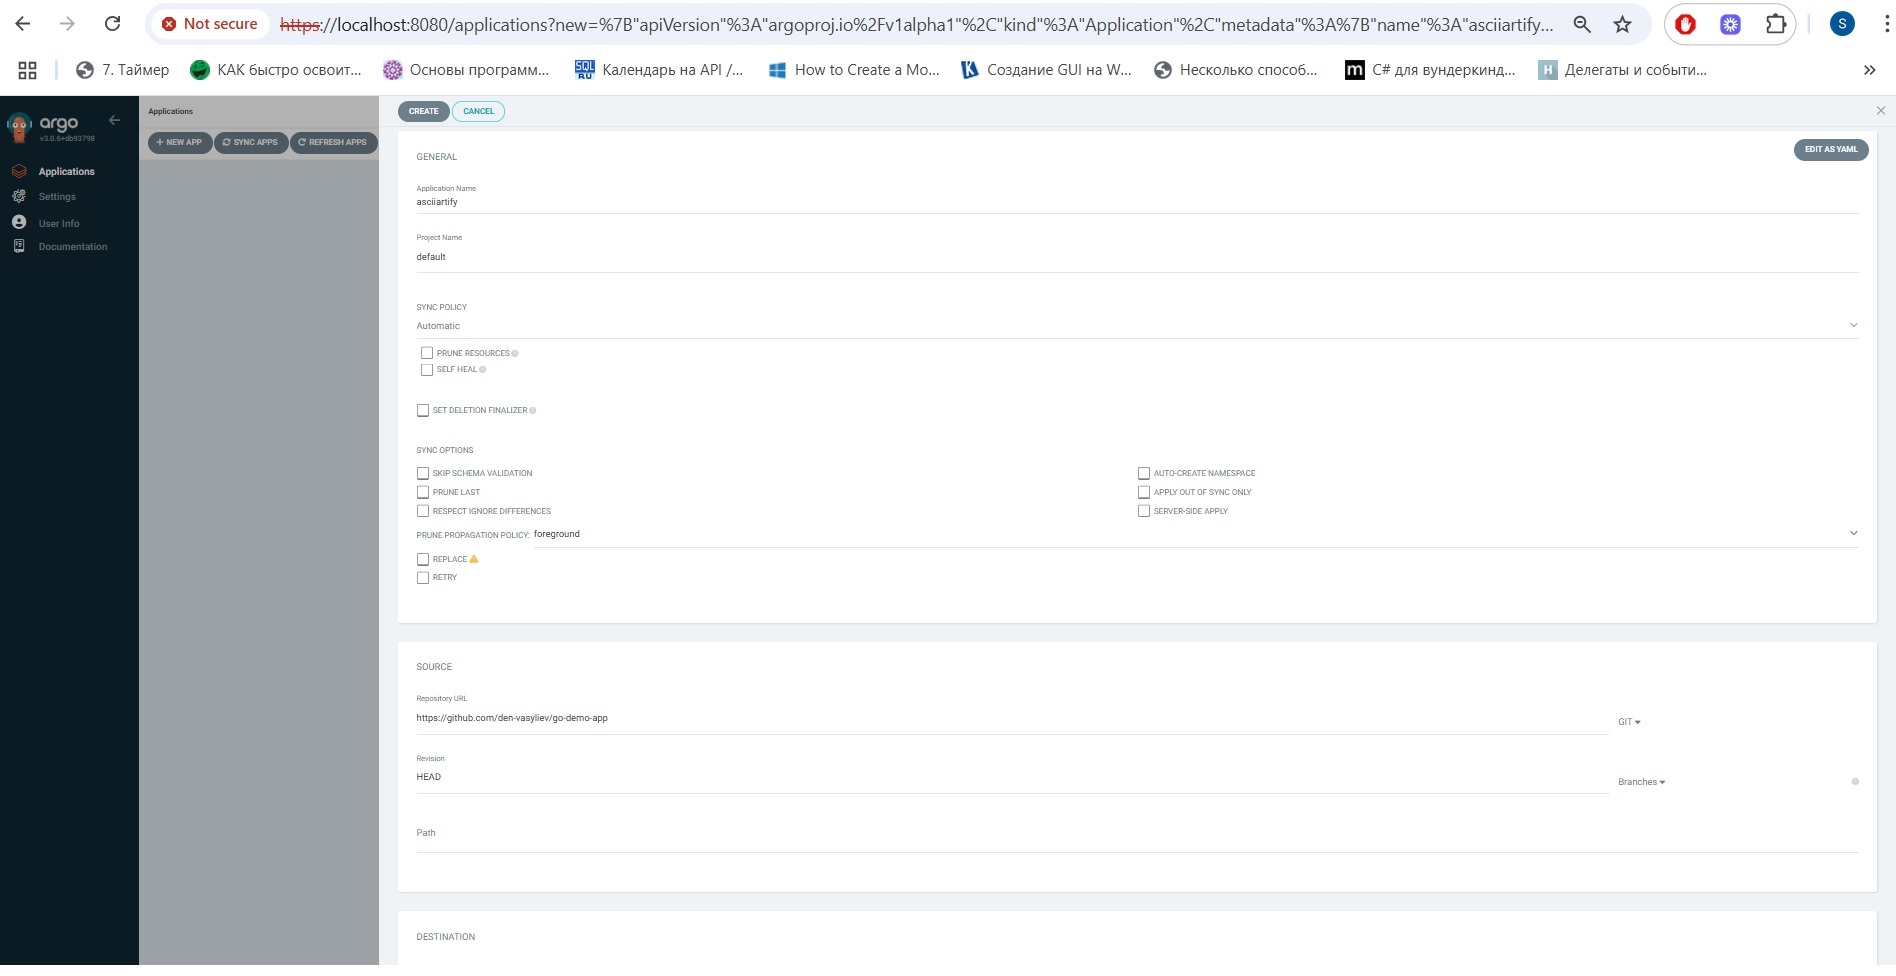 Not secure https://localhost:8080/applications?new=%7B"apiVersion"%3A"argoproj.io%2Fv1alpha1"%2C"kind"%3A"Application"%2C"metadata"%3A%7B"name"%3A"asciiartify... S
7. Таймер КАК быстро освоит... Основы программ... Календарь на API /... How to Create a Mo... Создание GUI на W... Несколько способ... C# для вундеркинд... Делегаты и событи... »
argo
v3.0.6+db93798
Applications
Settings
User Info
Documentation
Applications
NEW APP SYNC APPS REFRESH APPS
CREATE CANCEL
GENERAL
EDIT AS YAML
Application Name
asciiartify
Project Name
default
SYNC POLICY
Automatic
PRUNE RESOURCES
SELF HEAL
SET DELETION FINALIZER
SYNC OPTIONS
SKIP SCHEMA VALIDATION AUTO-CREATE NAMESPACE
PRUNE LAST APPLY OUT OF SYNC ONLY
RESPECT IGNORE DIFFERENCES SERVER-SIDE APPLY
PRUNE PROPAGATION POLICY: foreground
REPLACE
RETRY
SOURCE
Repository URL
https://github.com/den-vasyliev/go-demo-app GIT
Revision
HEAD Branches
Path
DESTINATION